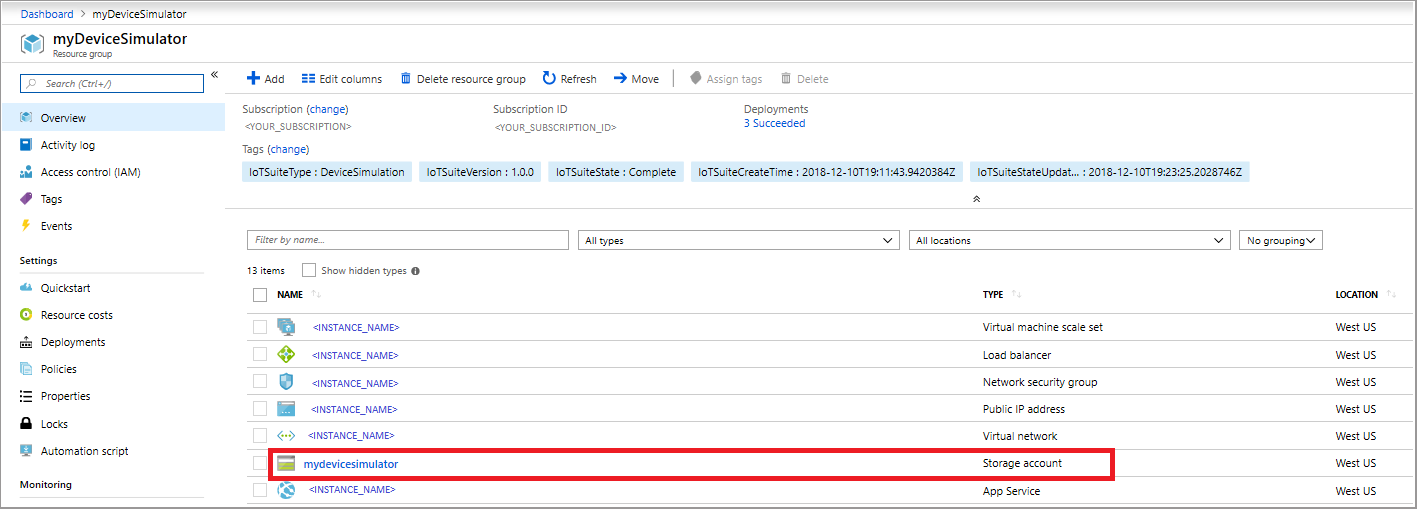 Dashboard > myDeviceSimulator
myDeviceSimulator
Resource group
Search (Ctrl+/)
Overview
Activity log
Access control (IAM)
Tags
Events
Settings
Quickstart
Resource costs
Deployments
Policies
Properties
Locks
Automation script
Monitoring
Add Edit columns Delete resource group Refresh Move Assign tags Delete
Subscription (change) Subscription ID Deployments
<YOUR_SUBSCRIPTION> <YOUR_SUBSCRIPTION_ID> 3 Succeeded
Tags (change)
IoTSuiteType : DeviceSimulation IoTSuiteVersion : 1.0.0 IoTSuiteState : Complete IoTSuiteCreateTime : 2018-12-10T19:11:43.9420384Z IoTSuiteStateUpdat... : 2018-12-10T19:23:25.2028746Z
Filter by name... All types All locations No grouping
13 items Show hidden types
NAME TYPE LOCATION
<INSTANCE_NAME> Virtual machine scale set West US
<INSTANCE_NAME> Load balancer West US
<INSTANCE_NAME> Network security group West US
<INSTANCE_NAME> Public IP address West US
<INSTANCE_NAME> Virtual network West US
mydevicesimulator Storage account West US
<INSTANCE_NAME> App Service West US